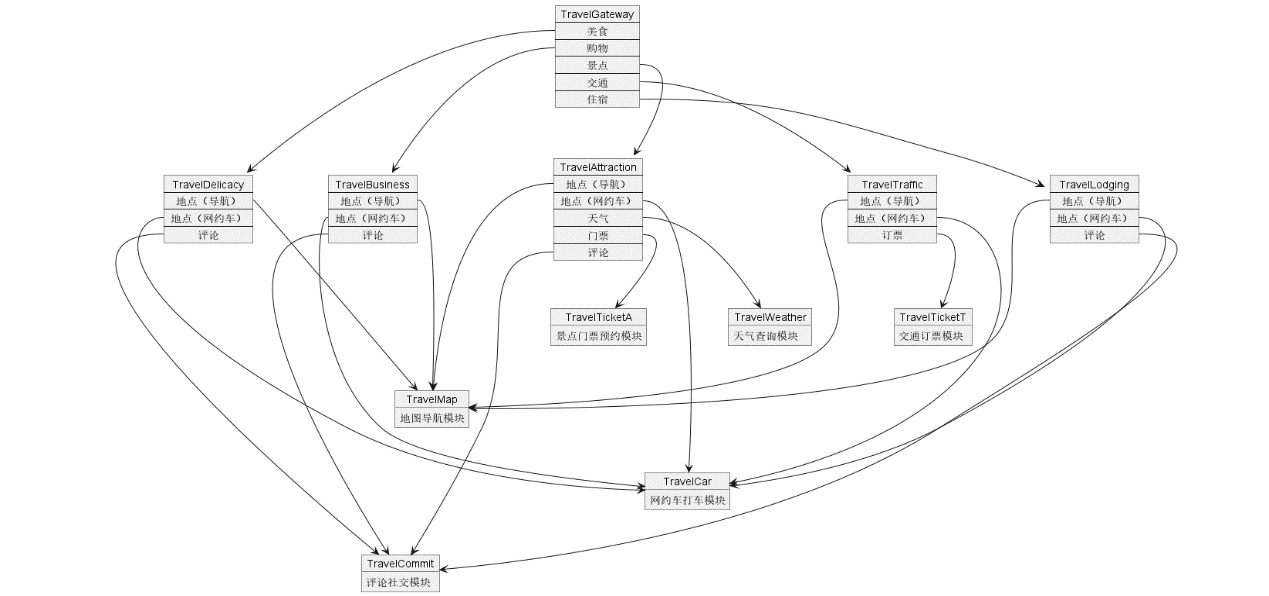 TravelGateway
美食
购物
景点
交通
住宿
TravelDelicacy
地点（导航）
地点（网约车）
评论
TravelBusiness
地点（导航）
地点（网约车）
评论
TravelAttraction
地点（导航）
地点（网约车）
天气
门票
评论
TravelTraffic
地点（导航）
地点（网约车）
订票
TravelLodging
地点（导航）
地点（网约车）
评论
TravelTicketA
景点门票预约模块
TravelWeather
天气查询模块
TravelTicketT
交通订票模块
TravelMap
地图导航模块
TravelCar
网约车打车模块
TravelCommit
评论社交模块